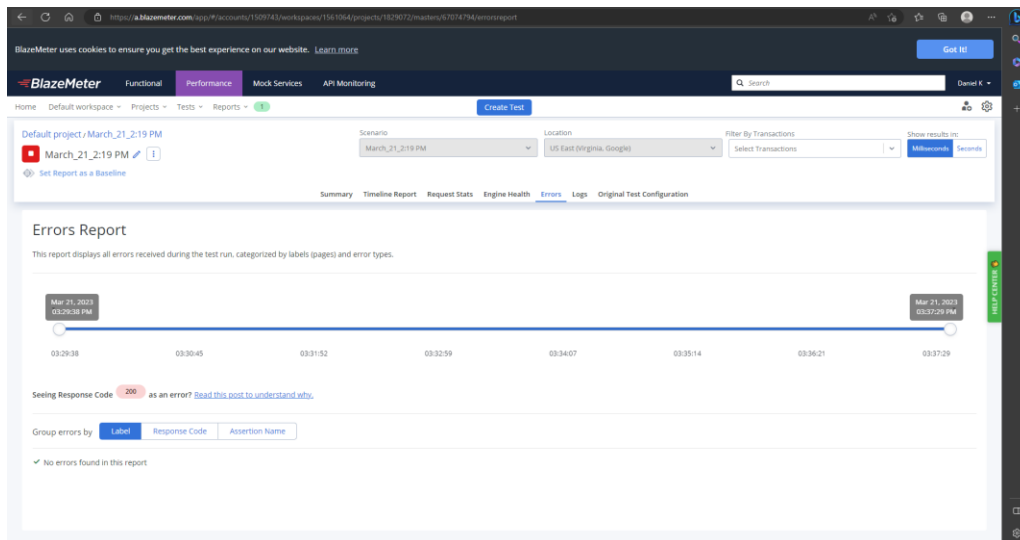 https://a.blazemeter.com/app/#/accounts/1509743/workspaces/1561064/projects/1829072/masters/67074794/errorsreport
BlazeMeter uses cookies to ensure you get the best experience on our website. Learn more
Got It!
BlazeMeter Functional Performance Mock Services API Monitoring Search Daniel K
Home Default workspace Projects Tests Reports 1 Create Test
Default project / March_21_2:19 PM
March_21_2:19 PM
Set Report as a Baseline
Scenario
March_21_2:19 PM
Location
US East (Virginia, Google)
Filter By Transactions
Select Transactions
Show results in:
Milliseconds Seconds
Summary Timeline Report Request Stats Engine Health Errors Logs Original Test Configuration
Errors Report
This report displays all errors received during the test run, categorized by labels (pages) and error types.
HELP CENTER
Mar 21, 2023
03:29:38 PM
Mar 21, 2023
03:37:29 PM
03:29:38 03:30:45 03:31:52 03:32:59 03:34:07 03:35:14 03:36:21 03:37:29
Seeing Response Code 200 as an error? Read this post to understand why.
Group errors by Label Response Code Assertion Name
No errors found in this report